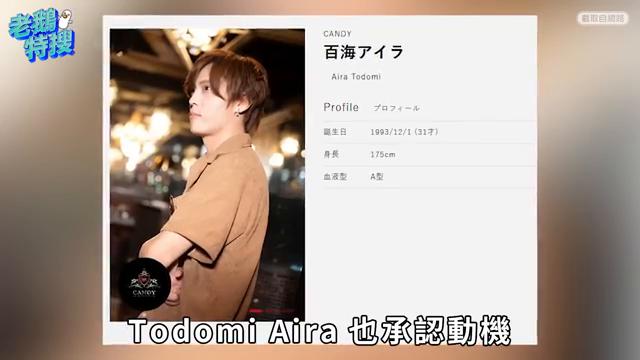 老鵝
特搜
截取自網路
CANDY
百海アイラ
Aira Todomi
Profile プロフィール
誕生日 1993/12/1 (31才)
身長 175cm
血液型 A型
CANDY
Todomi Aira 也承認動機